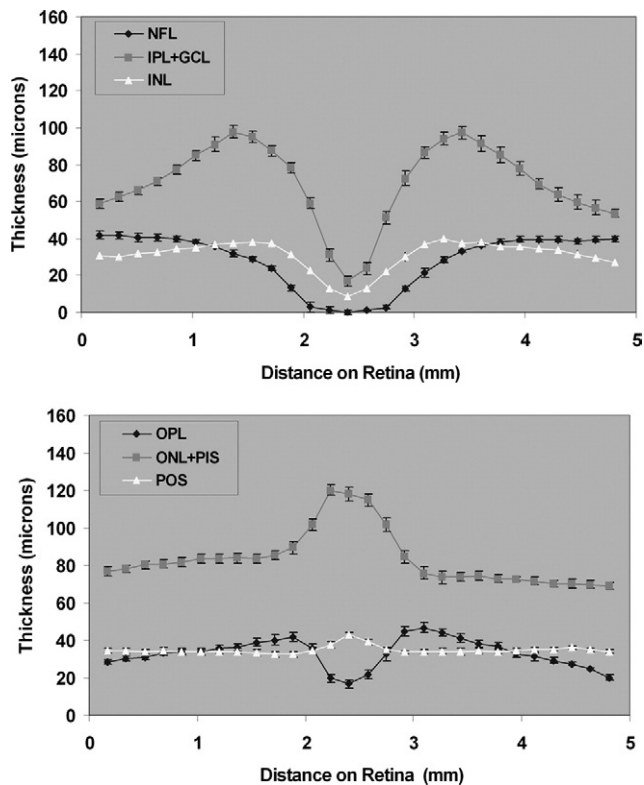 160
140
120
100
80
60
40
20
0
Thickness (microns)
NFL
IPL+GCL
INL
0 1 2 3 4 5
Distance on Retina (mm)
160
140
120
100
80
60
40
20
0
Thickness (microns)
OPL
ONL+PIS
POS
0 1 2 3 4 5
Distance on Retina (mm)